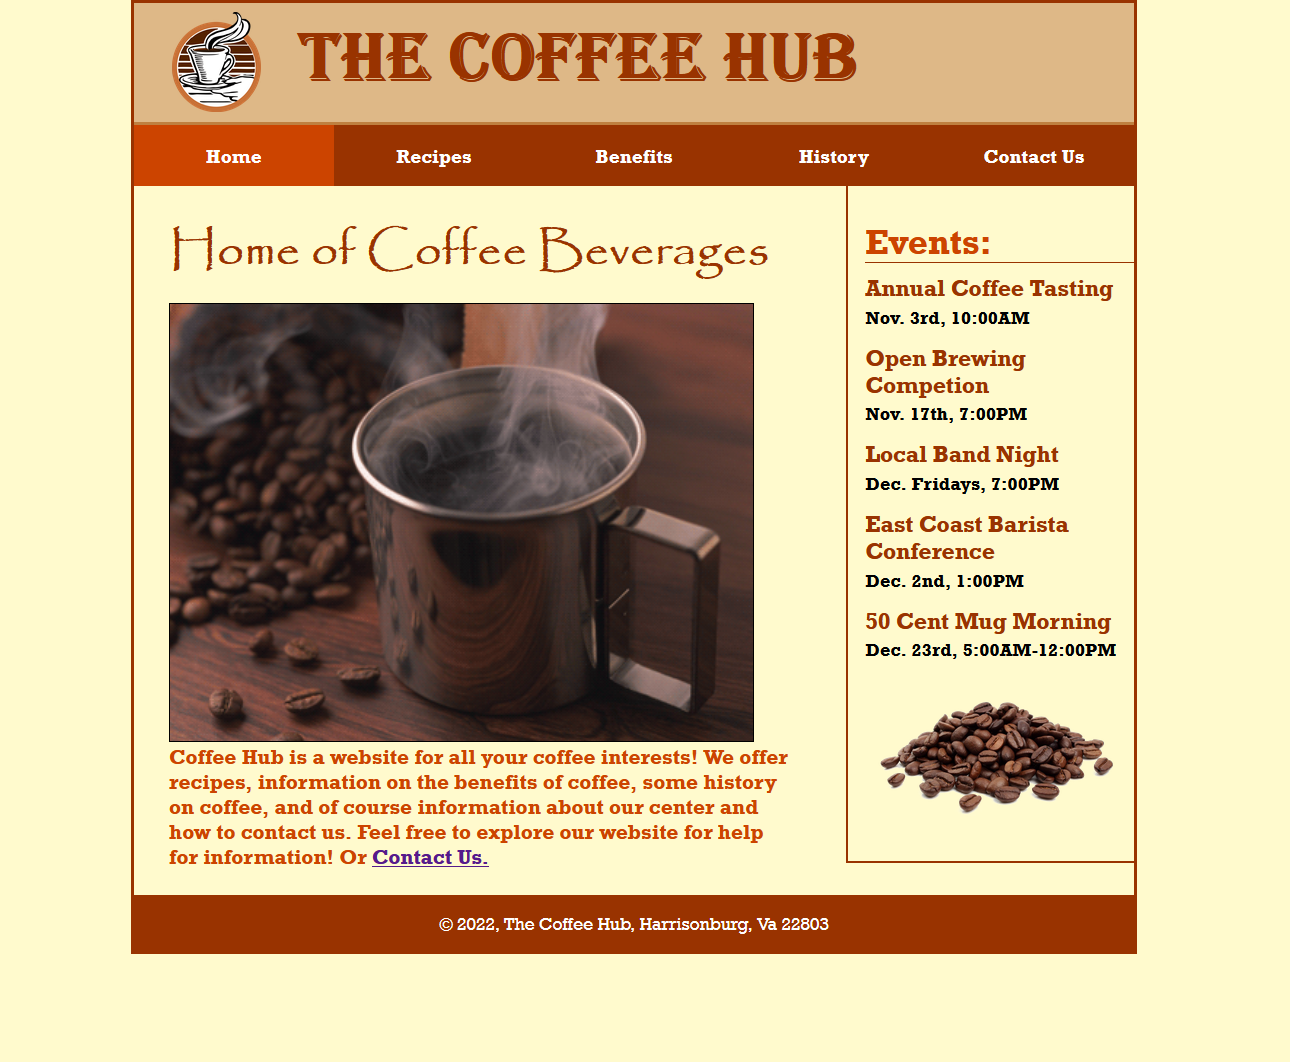 THE COFFEE HUB
Home
Recipes
Benefits
History
Contact Us
Home of Coffee Beverages
Coffee Hub is a website for all your coffee interests! We offer
recipes, information on the benefits of coffee, some history
on coffee, and of course information about our center and
how to contact us. Feel free to explore our website for help
for information! Or Contact Us.
Events:
Annual Coffee Tasting
Nov. 3rd, 10:00AM
Open Brewing
Competion
Nov. 17th, 7:00PM
Local Band Night
Dec. Fridays, 7:00PM
East Coast Barista
Conference
Dec. 2nd, 1:00PM
50 Cent Mug Morning
Dec. 23rd, 5:00AM-12:00PM
© 2022, The Coffee Hub, Harrisonburg, Va 22803